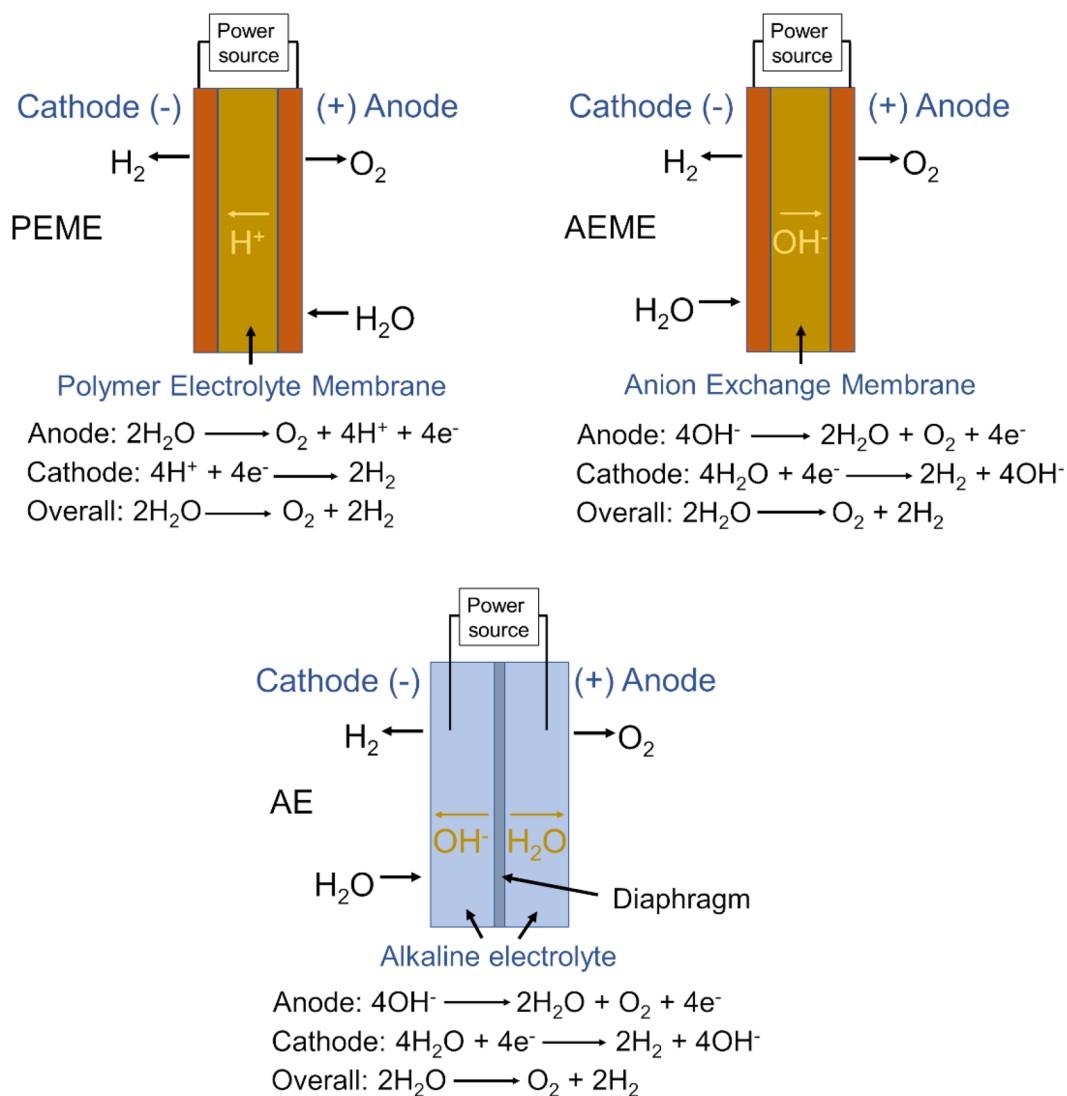 Power
source
Cathode (-)
(+) Anode
H₂
O₂
PEME
H⁺
H₂O
Polymer Electrolyte Membrane
Anode: 2H₂O ⟶ O₂ + 4H⁺ + 4e⁻
Cathode: 4H⁺ + 4e⁻ ⟶ 2H₂
Overall: 2H₂O ⟶ O₂ + 2H₂
Power
source
Cathode (-)
(+) Anode
H₂
O₂
AEME
OH⁻
H₂O
Anion Exchange Membrane
Anode: 4OH⁻ ⟶ 2H₂O + O₂ + 4e⁻
Cathode: 4H₂O + 4e⁻ ⟶ 2H₂ + 4OH⁻
Overall: 2H₂O ⟶ O₂ + 2H₂
Power
source
Cathode (-)
(+) Anode
H₂
O₂
AE
OH⁻
H₂O
H₂O
Diaphragm
Alkaline electrolyte
Anode: 4OH⁻ ⟶ 2H₂O + O₂ + 4e⁻
Cathode: 4H₂O + 4e⁻ ⟶ 2H₂ + 4OH⁻
Overall: 2H₂O ⟶ O₂ + 2H₂